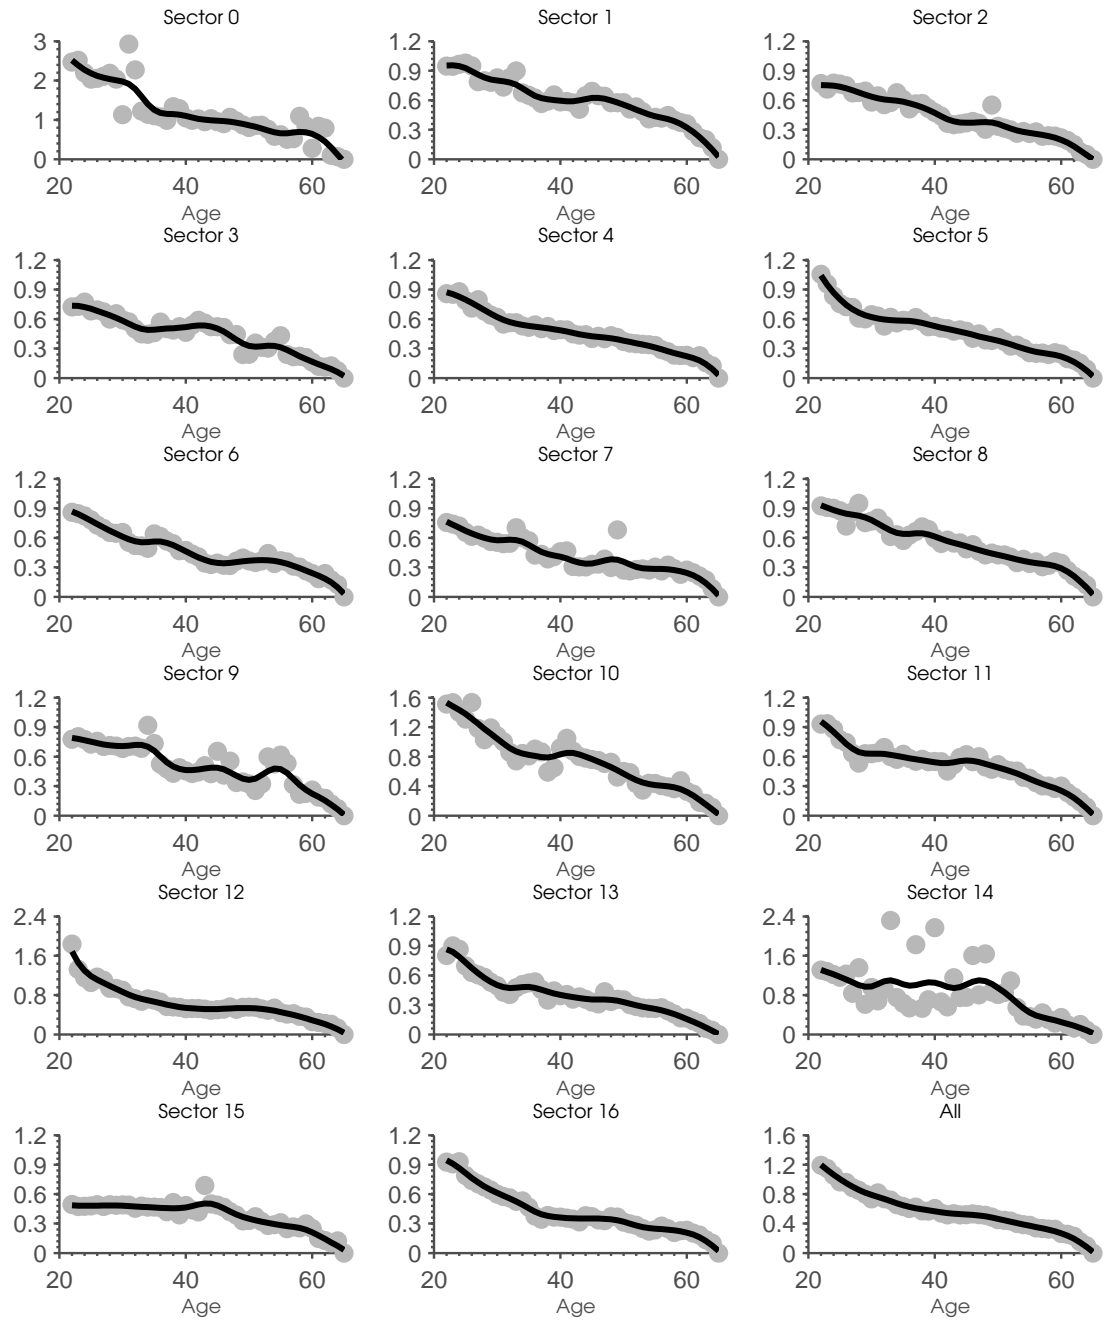 Sector 0 Sector 1 Sector 2
3 1.2 1.2
2 0.9 0.9
1 0.6 0.6
0.3 0.3
0 0 0
20 40 60 20 40 60 20 40 60
Age Age Age
Sector 3 Sector 4 Sector 5
1.2 1.2 1.2
0.9 0.9 0.9
0.6 0.6 0.6
0.3 0.3 0.3
0 0 0
20 40 60 20 40 60 20 40 60
Age Age Age
Sector 6 Sector 7 Sector 8
1.2 1.2 1.2
0.9 0.9 0.9
0.6 0.6 0.6
0.3 0.3 0.3
0 0 0
20 40 60 20 40 60 20 40 60
Age Age Age
Sector 9 Sector 10 Sector 11
1.2 1.6 1.2
0.9 1.2 0.9
0.6 0.8 0.6
0.3 0.4 0.3
0 0 0
20 40 60 20 40 60 20 40 60
Age Age Age
Sector 12 Sector 13 Sector 14
2.4 1.2 2.4
1.6 0.9 1.6
0.8 0.6 0.8
0.3
0 0 0
20 40 60 20 40 60 20 40 60
Age Age Age
Sector 15 Sector 16 All
1.2 1.2 1.6
0.9 0.9 1.2
0.6 0.6 0.8
0.3 0.3 0.4
0 0 0
20 40 60 20 40 60 20 40 60
Age Age Age